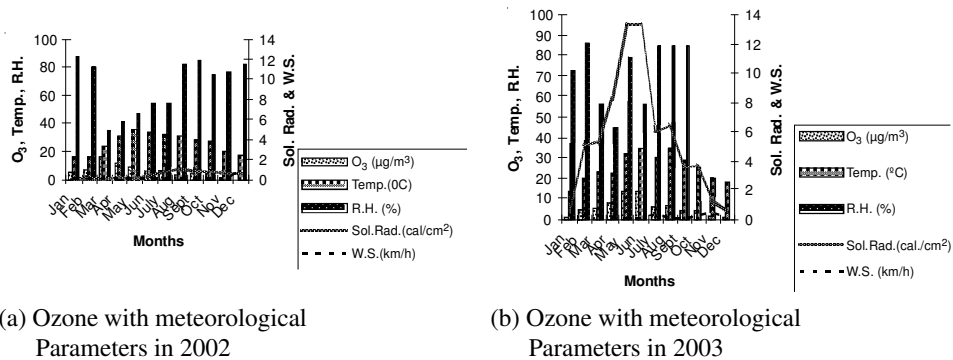 100
80
60
40
20
0
O3, Temp., R.H.
14
12
10
8
6
4
2
0
Sol. Rad. & W.S.
Jan
Feb
Mar
Apr
May
Jun
July
Aug
Sept
Oct
Nov
Dec
Months
O3 (µg/m³)
Temp.(0C)
R.H. (%)
Sol.Rad.(cal/cm²)
W.S.(km/h)
(a) Ozone with meteorological
Parameters in 2002
100
90
80
70
60
50
40
30
20
10
0
O3, Temp., R.H.
14
12
10
8
6
4
2
0
Sol. Rad. & W.S.
Jan
Feb
Mar
Apr
May
Jun
July
Aug
Sept
Oct
Nov
Dec
Months
O3 (µg/m³)
Temp. (ºC)
R.H. (%)
Sol.Rad.(cal./cm²)
W.S. (km/h)
(b) Ozone with meteorological
Parameters in 2003